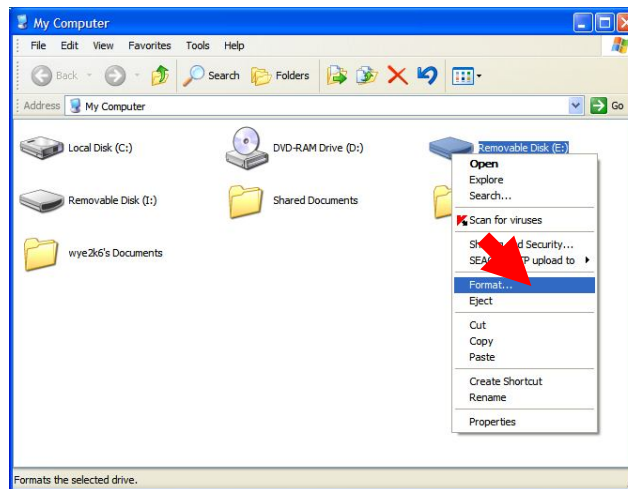 My Computer
File Edit View Favorites Tools Help
Back Search Folders
Address My Computer Go
Local Disk (C:) DVD-RAM Drive (D:) Removable Disk (E:)
Removable Disk (I:) Shared Documents
wye2k6's Documents
Open
Explore
Search...
Scan for viruses
Security...
upload to
Format...
Eject
Cut
Copy
Paste
Create Shortcut
Rename
Properties
Formats the selected drive.